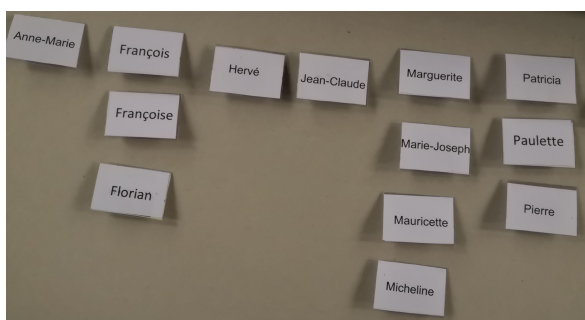 Anne-Marie
François
Françoise
Florian
Hervé
Jean-Claude
Marguerite
Marie-Joseph
Mauricette
Micheline
Patricia
Paulette
Pierre